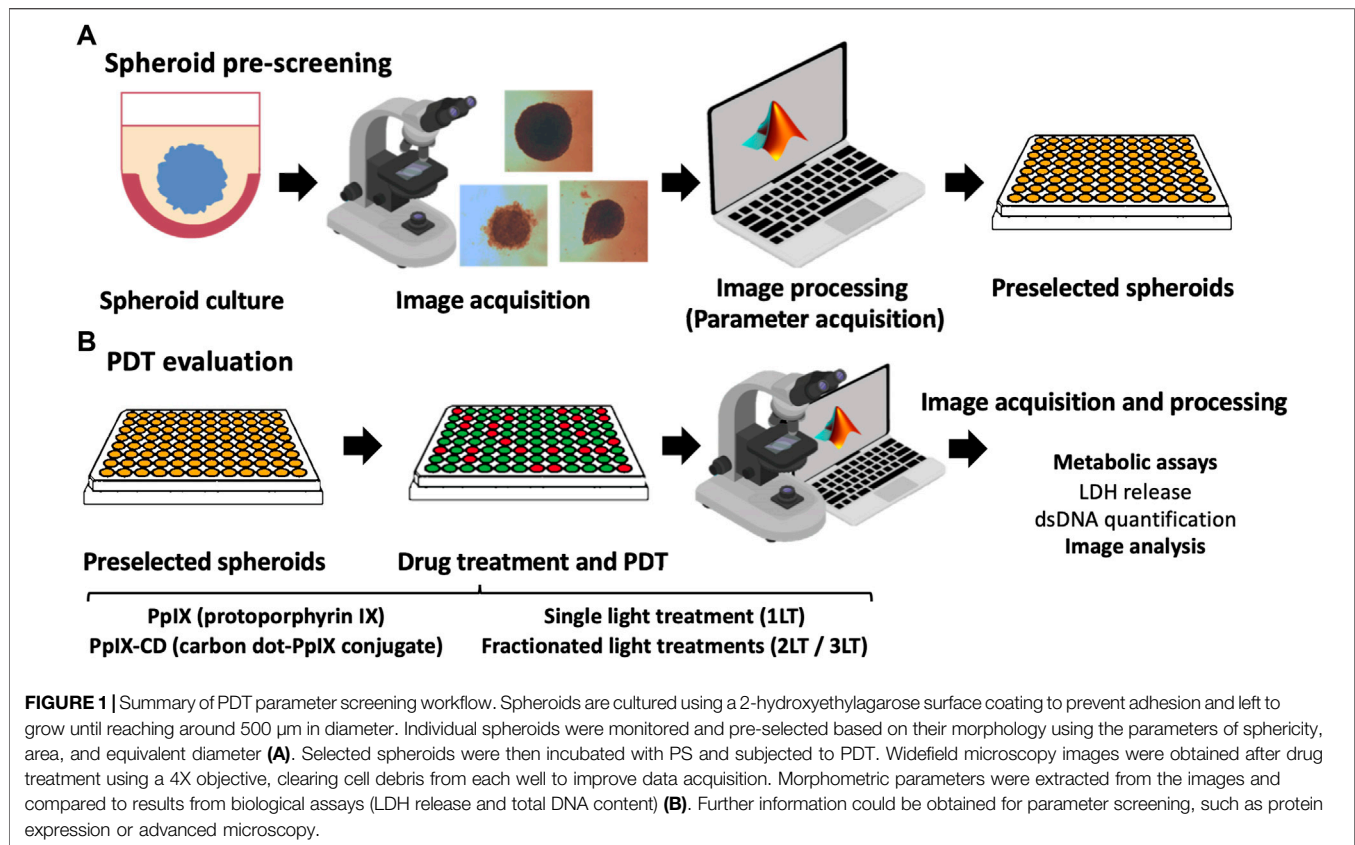 A
Spheroid pre-screening
Spheroid culture
Image acquisition
Image processing
(Parameter acquisition)
Preselected spheroids
B
PDT evaluation
Preselected spheroids
Drug treatment and PDT
Image acquisition and processing
Metabolic assays
LDH release
dsDNA quantification
Image analysis
PpIX (protoporphyrin IX)
PpIX-CD (carbon dot-PpIX conjugate)
Single light treatment (1LT)
Fractionated light treatments (2LT / 3LT)
FIGURE 1 | Summary of PDT parameter screening workflow. Spheroids are cultured using a 2-hydroxyethylagarose surface coating to prevent adhesion and left to
grow until reaching around 500 µm in diameter. Individual spheroids were monitored and pre-selected based on their morphology using the parameters of sphericity,
area, and equivalent diameter (A). Selected spheroids were then incubated with PS and subjected to PDT. Widefield microscopy images were obtained after drug
treatment using a 4X objective, clearing cell debris from each well to improve data acquisition. Morphometric parameters were extracted from the images and
compared to results from biological assays (LDH release and total DNA content) (B). Further information could be obtained for parameter screening, such as protein
expression or advanced microscopy.